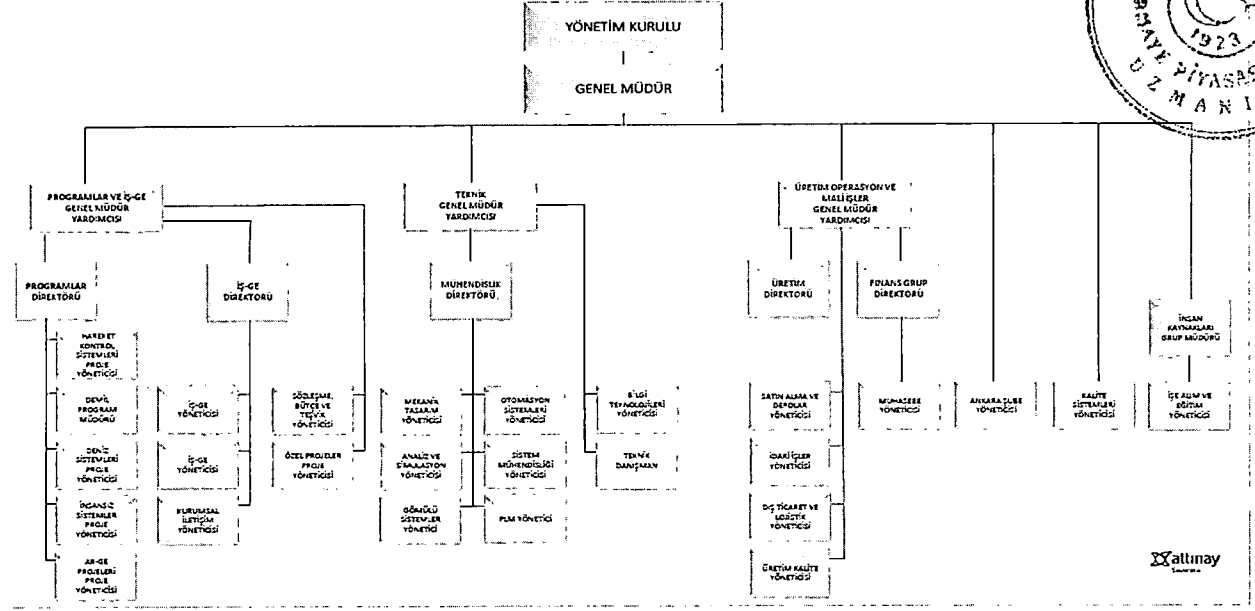 YÖNETİM KURULU
GENEL MÜDÜR
1923
PİYASAS
UZMANI
PROGRAMLAR VE İŞ-GE
GENEL MÜDÜR
YARDIMCISI
TEKNİK
GENEL MÜDÜR
YARDIMCISI
ÜRETİM OPERASYON VE
MALİ İŞLER
GENEL MÜDÜR
YARDIMCISI
PROGRAMLAR
DİREKTÖRÜ
İŞ-GE
DİREKTORÜ
MÜHENDİSLİK
DİREKTÖRÜ
ÜRETİM
DİREKTORÜ
FİNANS GRUP
DİREKTORÜ
İNSAN
KAYNAKLARI
GRUP MÜDÜRÜ
HAREKET
KONTROL
SİSTEMLERİ
PROJE
YÖNETİCİSİ
PROGRAM
MÜDÜRÜ
İŞ-GE
YÖNETİCİSİ
SÖZLEŞME,
BÜTÇE VE
TEŞVİK
YÖNETİCİSİ
MEKANİK
TASARIM
YÖNETİCİSİ
OTOMASYON
SİSTEMLERİ
YÖNETİCİSİ
BİLGİ
TEKNOLOJİLERİ
YÖNETİCİSİ
SATIN ALMA VE
DEPOLAR
YÖNETİCİSİ
MUHASEBE
YÖNETİCİSİ
ANKARA ŞUBE
YÖNETİCİSİ
KALİTE
SİSTEMLERİ
YÖNETİCİSİ
İŞE ALIM VE
EĞİTİM
YÖNETİCİSİ
DENİZ
SİSTEMLERİ
PROJE
YÖNETİCİSİ
İŞ-GE
YÖNETİCİSİ
ÖZEL PROJELER
PROJE
YÖNETİCİSİ
ANALİZ VE
SİMULASYON
YÖNETİCİSİ
SİSTEM
MÜHENDİSLİĞİ
YÖNETİCİSİ
TEKNİK
DANIŞMAN
İDARİ İŞLER
YÖNETİCİSİ
İNSANSIZ
SİSTEMLER
PROJE
YÖNETİCİSİ
KURUMSAL
İLETİŞİM
YÖNETİCİSİ
GÖMÜLÜ
SİSTEMLER
YÖNETİCİ
PLM YÖNETİCİ
DIŞ TİCARET VE
LOJİSTİK
YÖNETİCİSİ
AR-GE
PROJELERİ
PROJE
YÖNETİCİSİ
ÜRETİM KALİTE
YÖNETİCİSİ
altınay